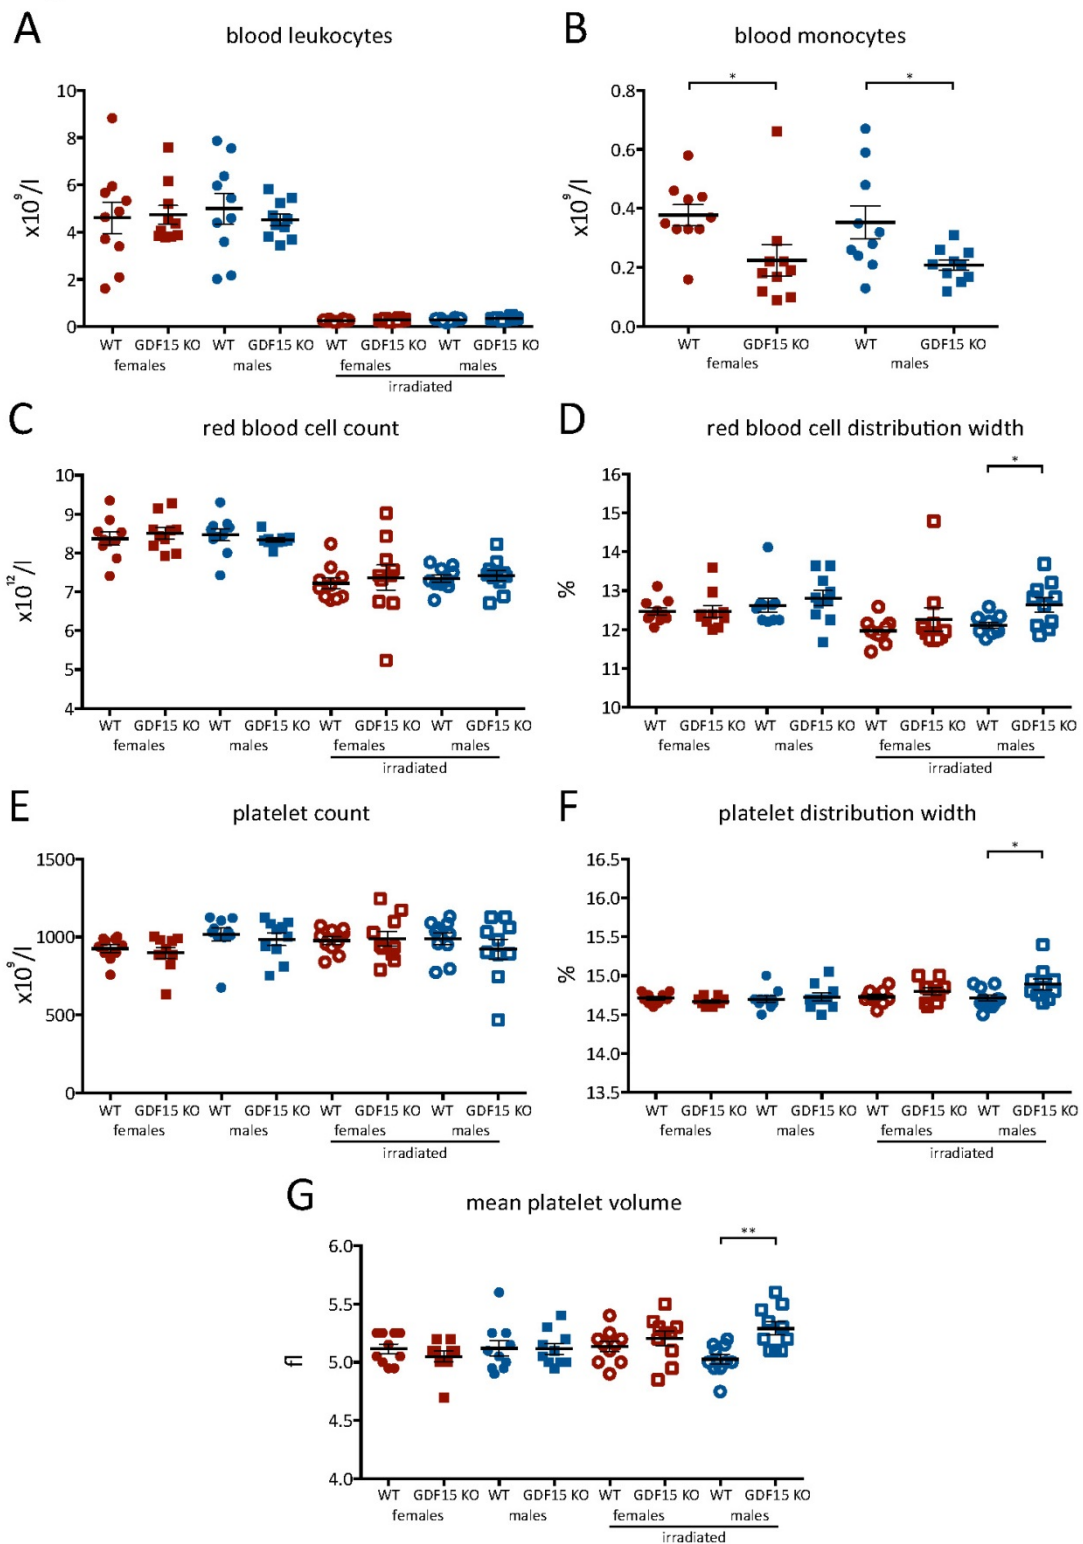 A
blood leukocytes
x10⁹/l
10
8
6
4
2
0
WT GDF15 KO WT GDF15 KO WT GDF15 KO WT GDF15 KO
females males females males
irradiated
B
blood monocytes
x10⁹/l
* *
0.8
0.6
0.4
0.2
0.0
WT GDF15 KO WT GDF15 KO
females males
C
red blood cell count
x10¹²/l
10
9
8
7
6
5
4
WT GDF15 KO WT GDF15 KO WT GDF15 KO WT GDF15 KO
females males females males
irradiated
D
red blood cell distribution width
%
*
16
15
14
13
12
11
10
WT GDF15 KO WT GDF15 KO WT GDF15 KO WT GDF15 KO
females males females males
irradiated
E
platelet count
x10⁹/l
1500
1000
500
0
WT GDF15 KO WT GDF15 KO WT GDF15 KO WT GDF15 KO
females males females males
irradiated
F
platelet distribution width
%
*
16.5
16.0
15.5
15.0
14.5
14.0
13.5
WT GDF15 KO WT GDF15 KO WT GDF15 KO WT GDF15 KO
females males females males
irradiated
G
mean platelet volume
fl
**
6.0
5.5
5.0
4.5
4.0
WT GDF15 KO WT GDF15 KO WT GDF15 KO WT GDF15 KO
females males females males
irradiated